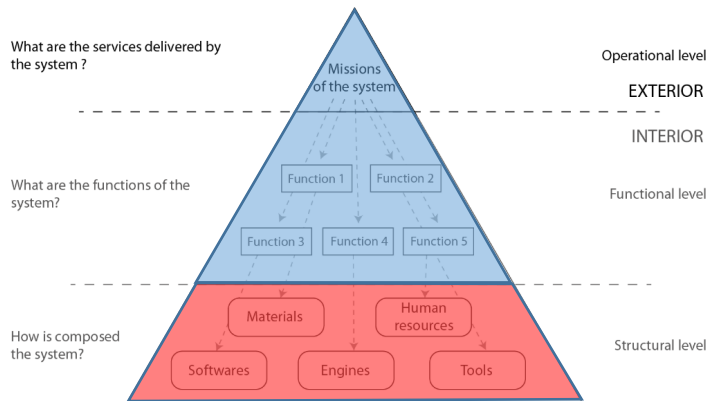 What are the services delivered by
the system ?
Missions
of the system
Operational level
EXTERIOR
INTERIOR
What are the functions of the
system?
Function 1
Function 2
Functional level
Function 3
Function 4
Function 5
How is composed
the system?
Materials
Human
resources
Structural level
Softwares
Engines
Tools